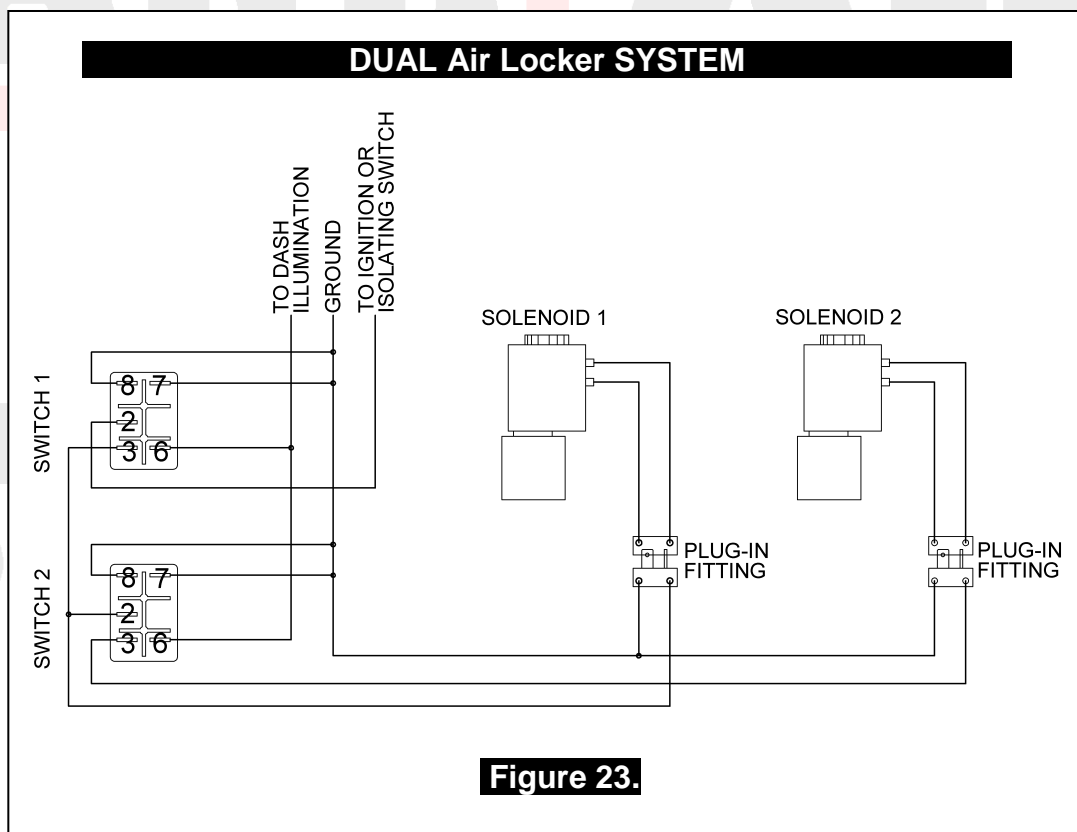 DUAL Air Locker SYSTEM
TO DASH
ILLUMINATION
GROUND
TO IGNITION OR
ISOLATING SWITCH
SOLENOID 1
SOLENOID 2
SWITCH 1
8 7
2
3 6
SWITCH 2
8 7
2
3 6
PLUG-IN
FITTING
PLUG-IN
FITTING
Figure 23.